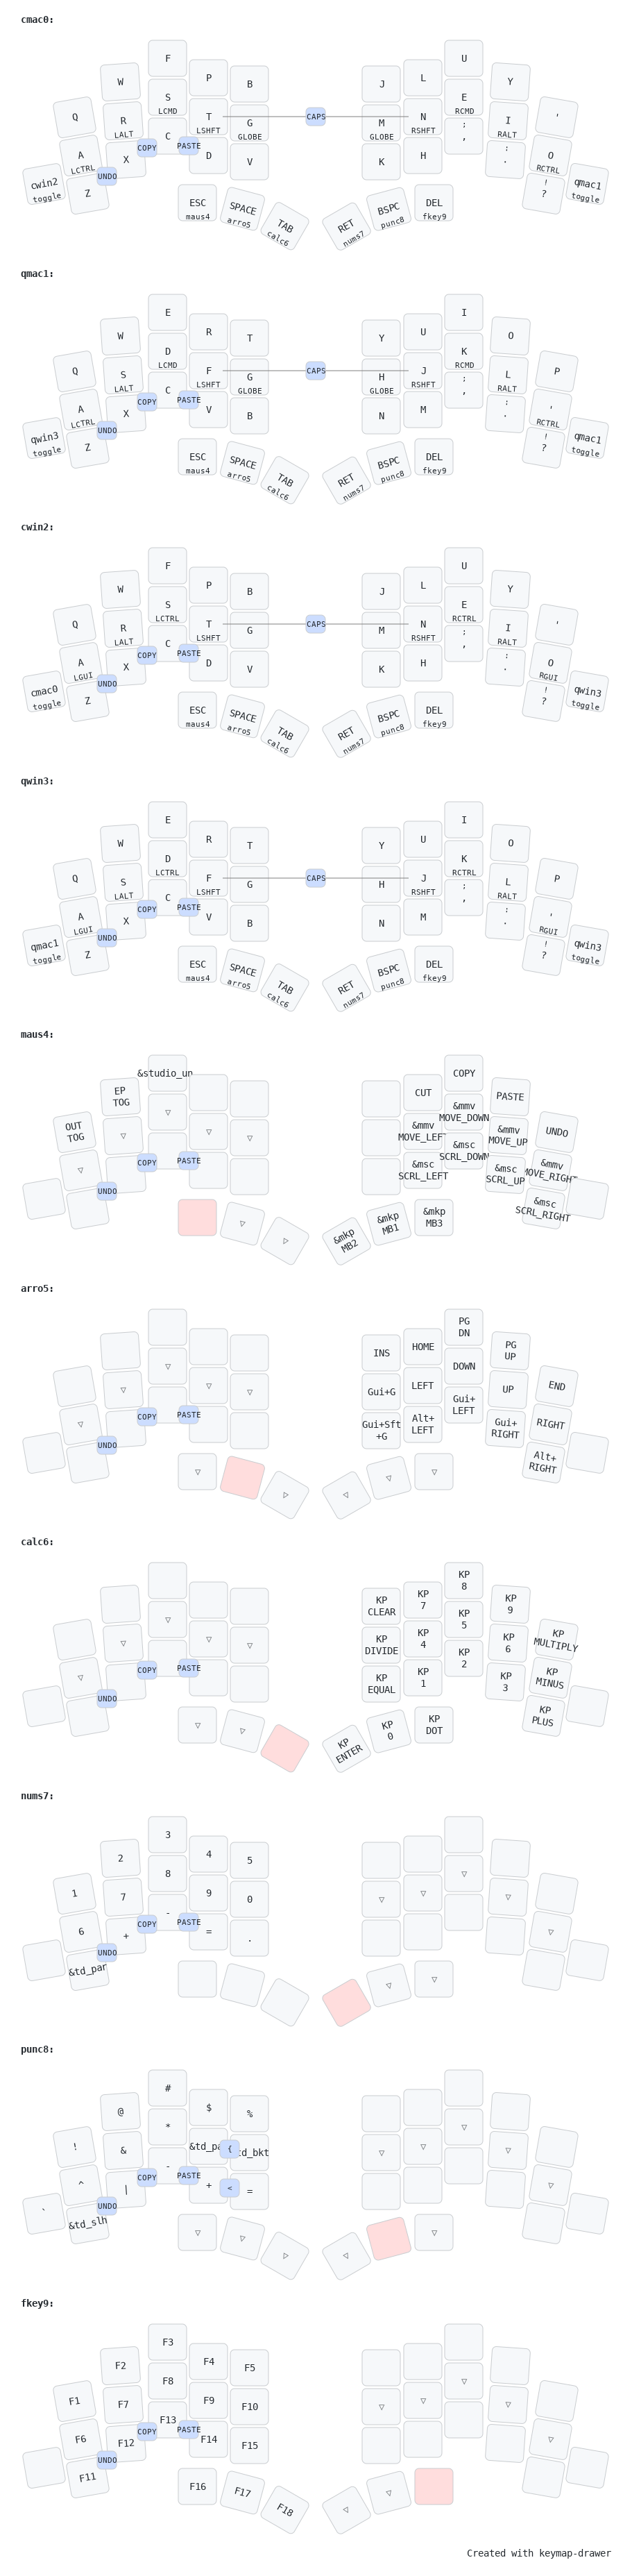 cmac0:
F U
W P B J L Y
Q S LCMD E RCMD '
R LALT T LSHFT G GLOBE CAPS M GLOBE N RSHFT I RALT
A LCTRL C COPY PASTE ; , O RCTRL
cwin2 toggle UNDO X D V K H : . qmac1 toggle
Z ! ?
ESC maus4 SPACE arro5 TAB calc6 RET nums7 BSPC punc8 DEL fkey9
qmac1:
E I
W R T Y U O
Q D LCMD K RCMD P
S LALT F LSHFT G GLOBE CAPS H GLOBE J RSHFT L RALT
A LCTRL C COPY PASTE ; , ' RCTRL
qwin3 toggle UNDO X V B N M : . qmac1 toggle
Z ! ?
ESC maus4 SPACE arro5 TAB calc6 RET nums7 BSPC punc8 DEL fkey9
cwin2:
F U
W P B J L Y
Q S LCTRL E RCTRL '
R LALT T LSHFT G CAPS M N RSHFT I RALT
A LGUI C COPY PASTE ; , O RGUI
cmac0 toggle UNDO X D V K H : . qwin3 toggle
Z ! ?
ESC maus4 SPACE arro5 TAB calc6 RET nums7 BSPC punc8 DEL fkey9
qwin3:
E I
W R T Y U O
Q D LCTRL K RCTRL P
S LALT F LSHFT G CAPS H J RSHFT L RALT
A LGUI C COPY PASTE ; , ' RGUI
qmac1 toggle UNDO X V B N M : . qwin3 toggle
Z ! ?
ESC maus4 SPACE arro5 TAB calc6 RET nums7 BSPC punc8 DEL fkey9
maus4:
&studio_un COPY
EP TOG CUT PASTE
OUT TOG ▽ &mmv MOVE_DOWN UNDO
▽ ▽ ▽ &mmv MOVE_LEFT &mmv MOVE_UP
▽ COPY PASTE &msc SCRL_DOWN &mmv MOVE_RIGHT
UNDO &msc SCRL_LEFT &msc SCRL_UP
&msc SCRL_RIGHT
▽ ▽ &mkp MB2 &mkp MB1 &mkp MB3
arro5:
PG DN
INS HOME PG UP
▽ DOWN END
▽ ▽ ▽ Gui+G LEFT UP
▽ COPY PASTE Gui+ LEFT RIGHT
UNDO Gui+Sft +G Alt+ LEFT Gui+ RIGHT
Alt+ RIGHT
▽ ▽ ▽ ▽ ▽
calc6:
KP 8
KP CLEAR KP 7 KP 9
▽ KP 5 KP MULTIPLY
▽ ▽ ▽ KP DIVIDE KP 4 KP 6
▽ COPY PASTE KP 2 KP MINUS
UNDO KP EQUAL KP 1 KP 3
KP PLUS
▽ ▽ KP ENTER KP 0 KP DOT
nums7:
3
2 4 5
1 8 ▽
7 9 0 ▽ ▽ ▽
6 - COPY PASTE ▽
UNDO + = .
&td_par
▽ ▽
punc8:
#
@ $ %
! * ▽
& &td_pa { td_bkt ▽ ▽ ▽
^ - COPY PASTE ▽
` UNDO | + < =
&td_slh
▽ ▽ ▽ ▽ ▽
fkey9:
F3
F2 F4 F5
F1 F8 ▽
F7 F9 F10 ▽ ▽ ▽
F6 F13 COPY PASTE ▽
UNDO F12 F14 F15
F11
F16 F17 F18 ▽ ▽
Created with keymap-drawer